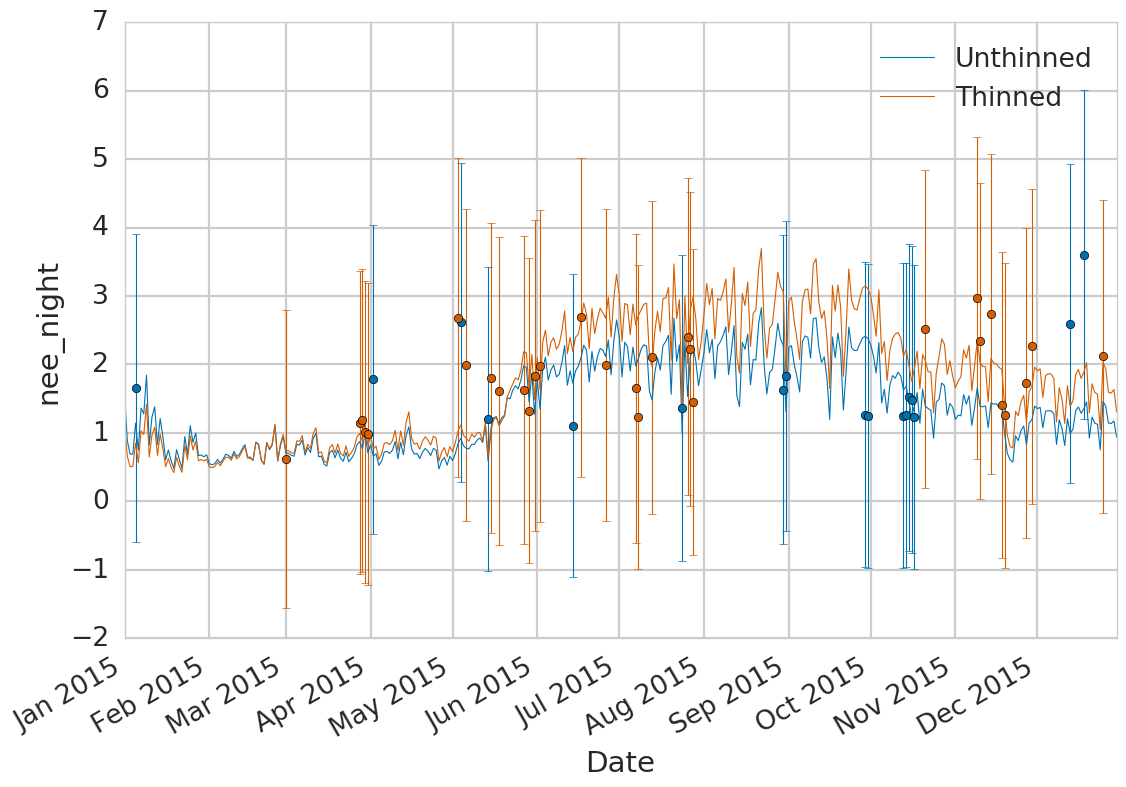 7
6
5
4
3
2
1
0
−1
−2
nee_night
Unthinned
Thinned
Jan 2015
Feb 2015
Mar 2015
Apr 2015
May 2015
Jun 2015
Jul 2015
Aug 2015
Sep 2015
Oct 2015
Nov 2015
Dec 2015
Date